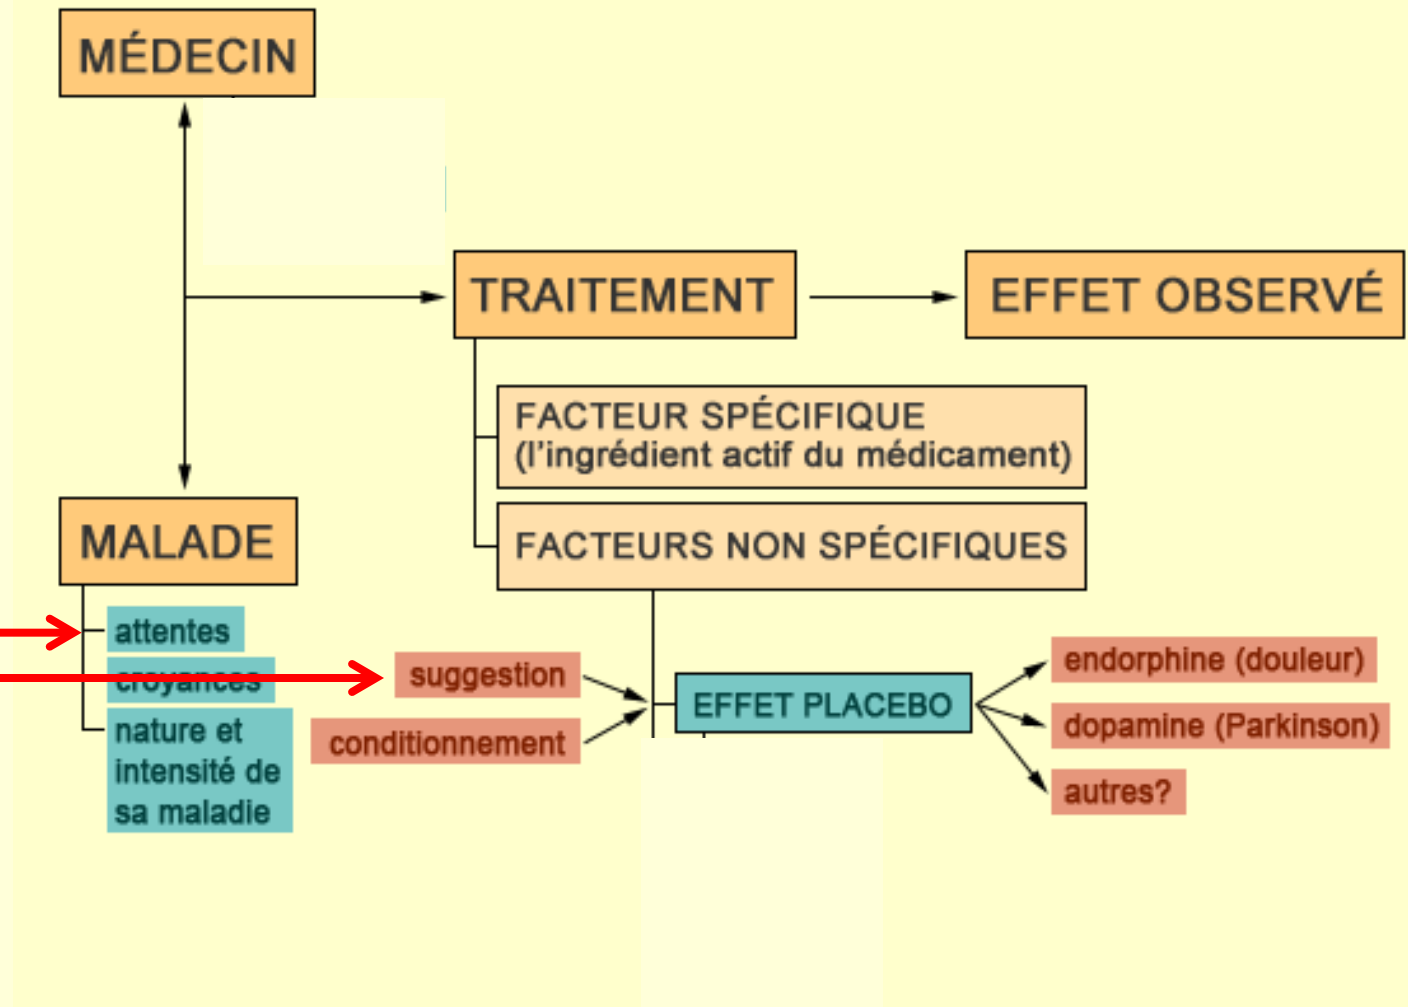 MÉDECIN
TRAITEMENT
EFFET OBSERVÉ
FACTEUR SPÉCIFIQUE
(l'ingrédient actif du médicament)
FACTEURS NON SPÉCIFIQUES
MALADE
attentes
croyances
nature et
intensité de
sa maladie
suggestion
conditionnement
EFFET PLACEBO
endorphine (douleur)
dopamine (Parkinson)
autres?